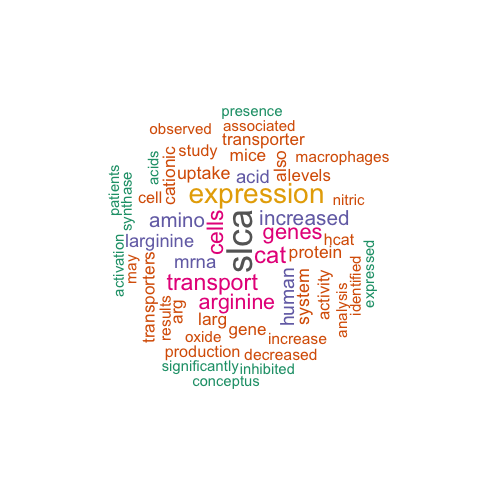 presence
observed
associated
transporter
study
mice
also
macrophages
patients
synthase
acids
cationic
uptake
acid
levels
cell
expression
nitric
amino
cells
slca
increased
genes
hcat
larginine
activation
may
transporters
mrna
cat
protein
transport
human
system
activity
analysis
identified
expressed
results
arg
arginine
larg
gene
oxide
increase
production
decreased
significantly
inhibited
conceptus